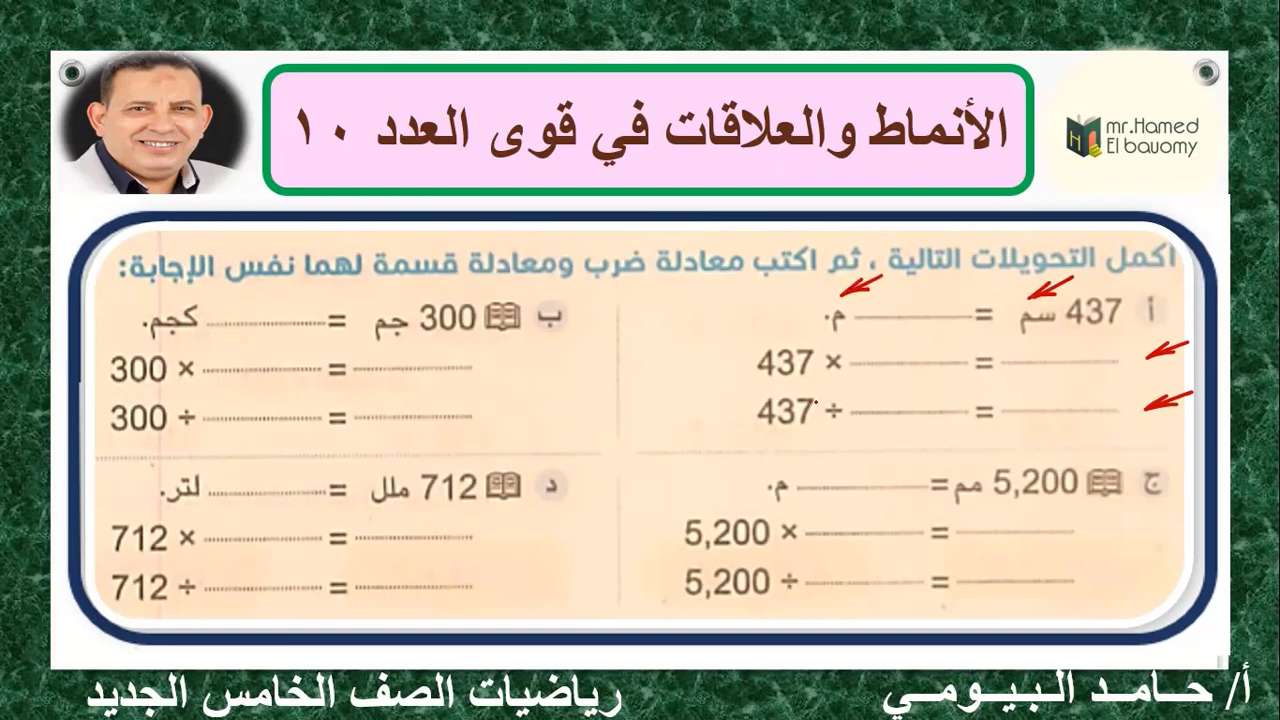 الأنماط والعلاقات في قوى العدد ١٠
mr.Hamed
El bauomy
اكمل التحويلات التالية ، ثم اكتب معادلة ضرب ومعادلة قسمة لهما نفس الإجابة:
أ 437 سم = ........ م.
437 × ........ = ........
437 ÷ ........ = ........
ب 300 جم = ........ كجم.
300 × ........ = ........
300 ÷ ........ = ........
ج 5,200 مم = ........ م.
5,200 × ........ = ........
5,200 ÷ ........ = ........
د 712 ملل = ........ لتر.
712 × ........ = ........
712 ÷ ........ = ........
أ/ حـامـد الـبـيـومـي
رياضيات الصف الخامس الجديد